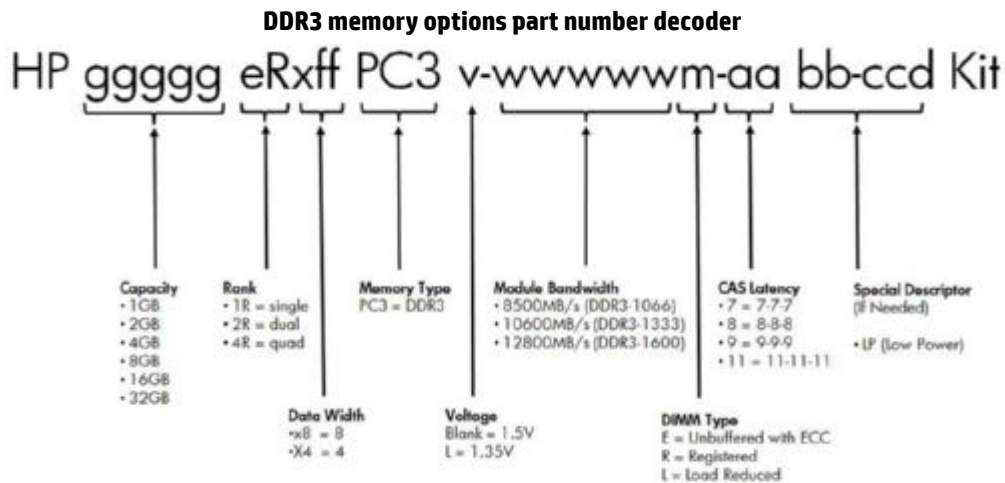 DDR3 memory options part number decoder
HP ggggg eRxff PC3 v-wwwwwm-aa bb-ccd Kit
Capacity
• 1GB
• 2GB
• 4GB
• 8GB
• 16GB
• 32GB
Rank
• 1R = single
• 2R = dual
• 4R = quad
Memory Type
PC3 = DDR3
Module Bandwidth
• 8500MB/s (DDR3-1066)
• 10600MB/s (DDR3-1333)
• 12800MB/s (DDR3-1600)
CAS Latency
• 7 = 7-7-7
• 8 = 8-8-8
• 9 = 9-9-9
• 11 = 11-11-11
Special Descriptor
(If Needed)
• LP (Low Power)
Data Width
•x8 = 8
•X4 = 4
Voltage
Blank = 1.5V
L = 1.35V
DIMM Type
E = Unbuffered with ECC
R = Registered
L = Load Reduced